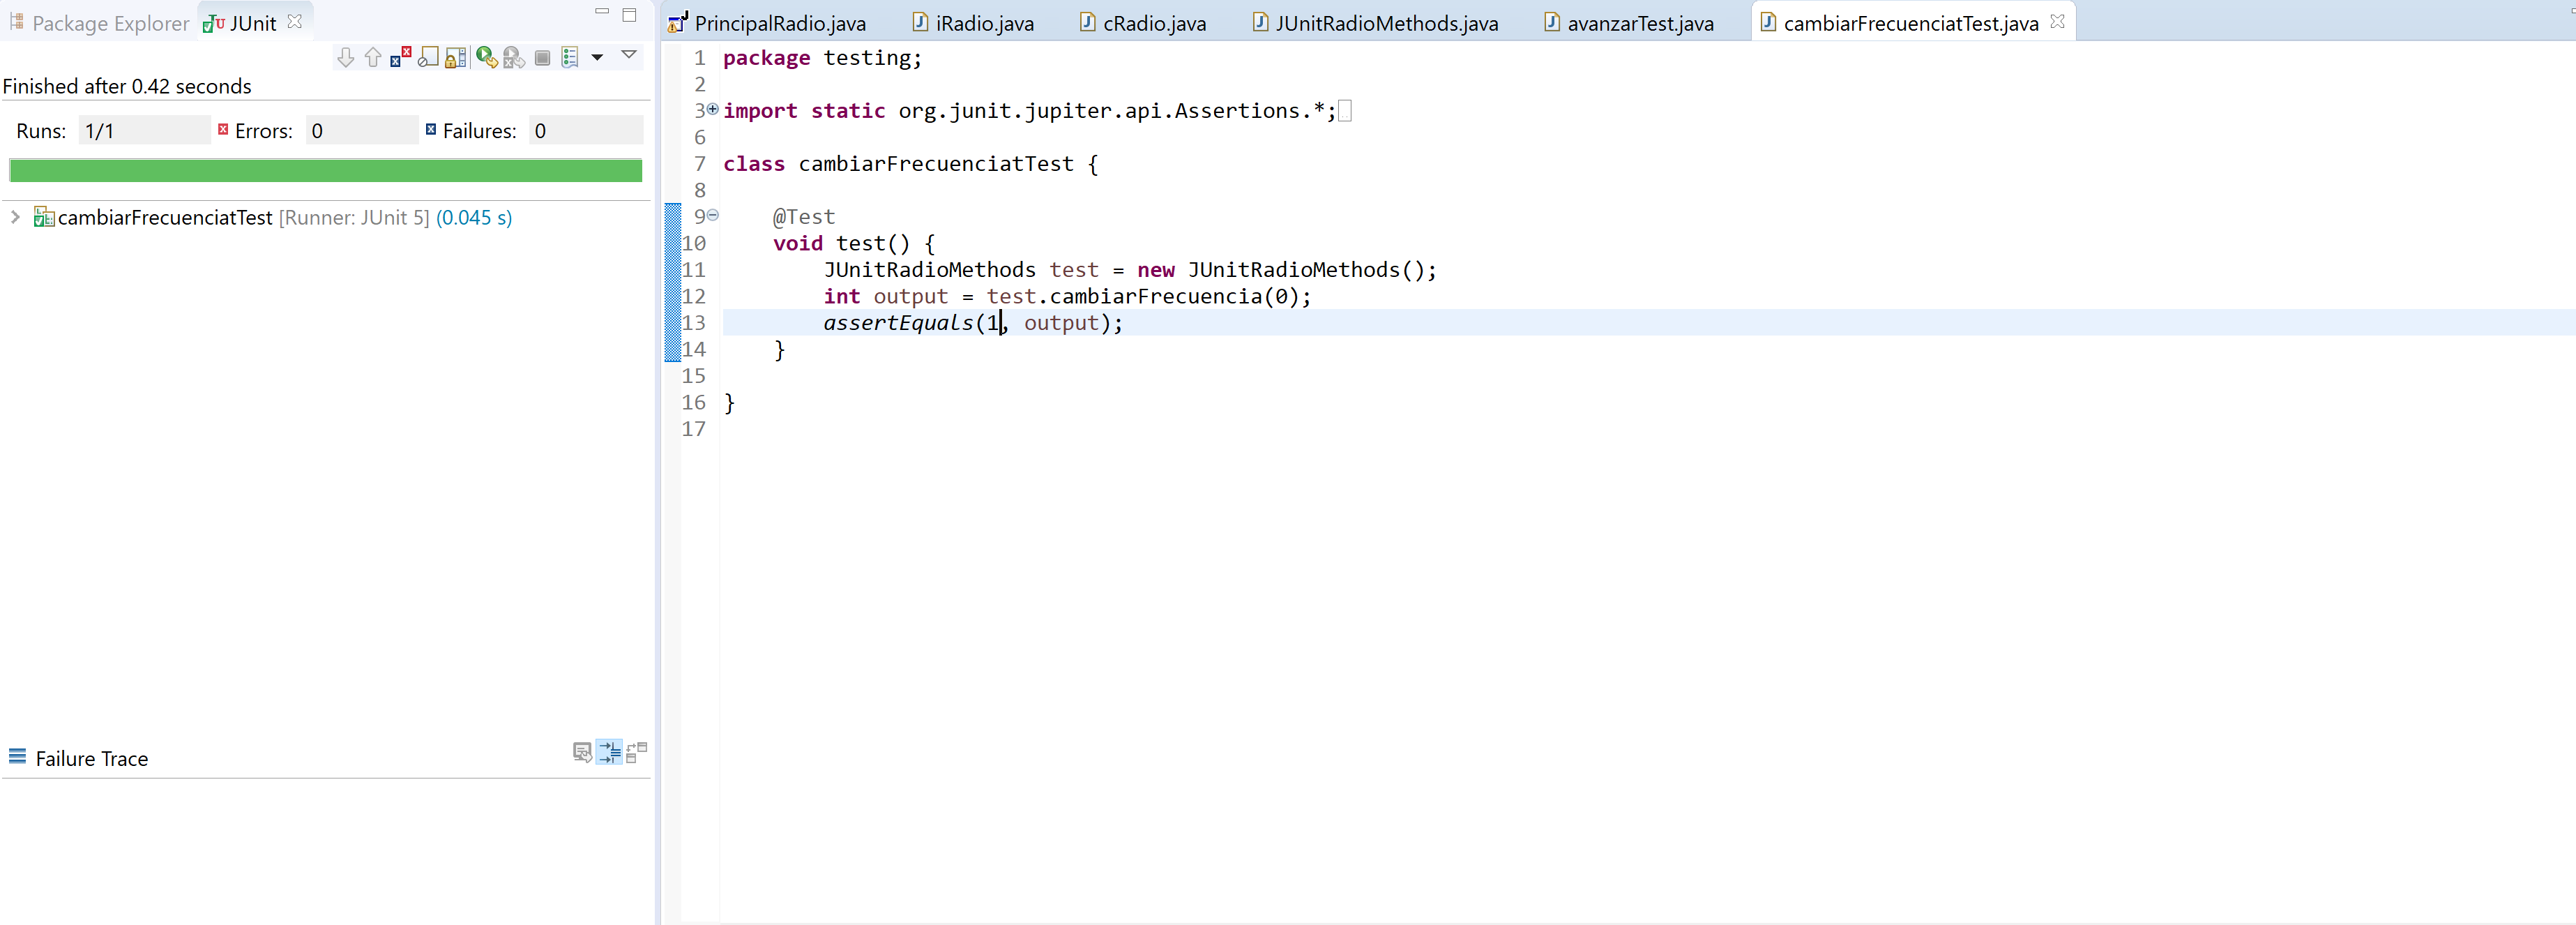 Package Explorer JUnit
Finished after 0.42 seconds
Runs: 1/1 Errors: 0 Failures: 0
cambiarFrecuenciatTest [Runner: JUnit 5] (0.045 s)
Failure Trace
PrincipalRadio.java iRadio.java cRadio.java JUnitRadioMethods.java avanzarTest.java cambiarFrecuenciatTest.java
1 package testing;
2
3 import static org.junit.jupiter.api.Assertions.*;
6
7 class cambiarFrecuenciatTest {
8
9 @Test
10 void test() {
11 JUnitRadioMethods test = new JUnitRadioMethods();
12 int output = test.cambiarFrecuencia(0);
13 assertEquals(1, output);
14 }
15
16 }
17